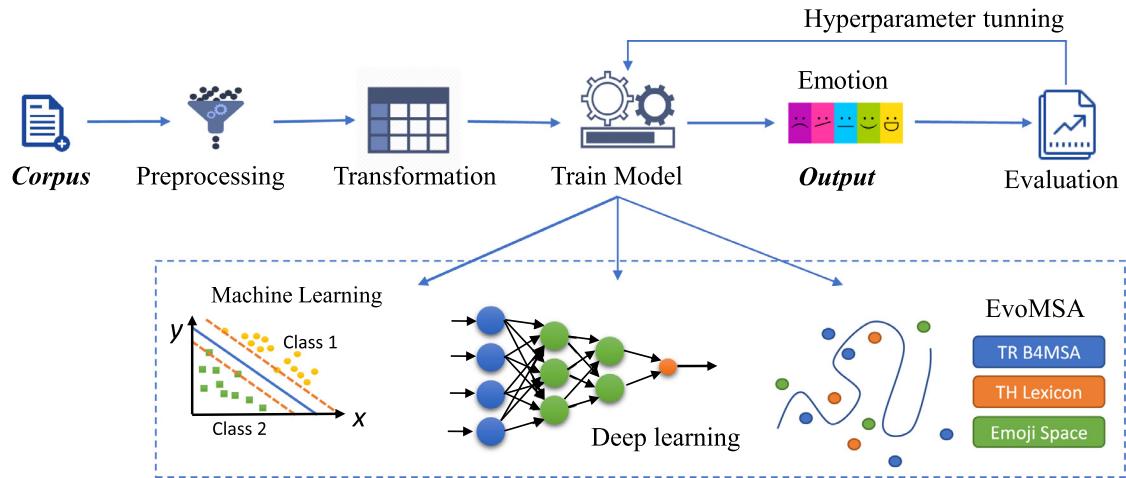 Hyperparameter tunning
Emotion
Corpus
Preprocessing
Transformation
Train Model
Output
Evaluation
Machine Learning
y
Class 1
Class 2
x
Deep learning
EvoMSA
TR B4MSA
TH Lexicon
Emoji Space